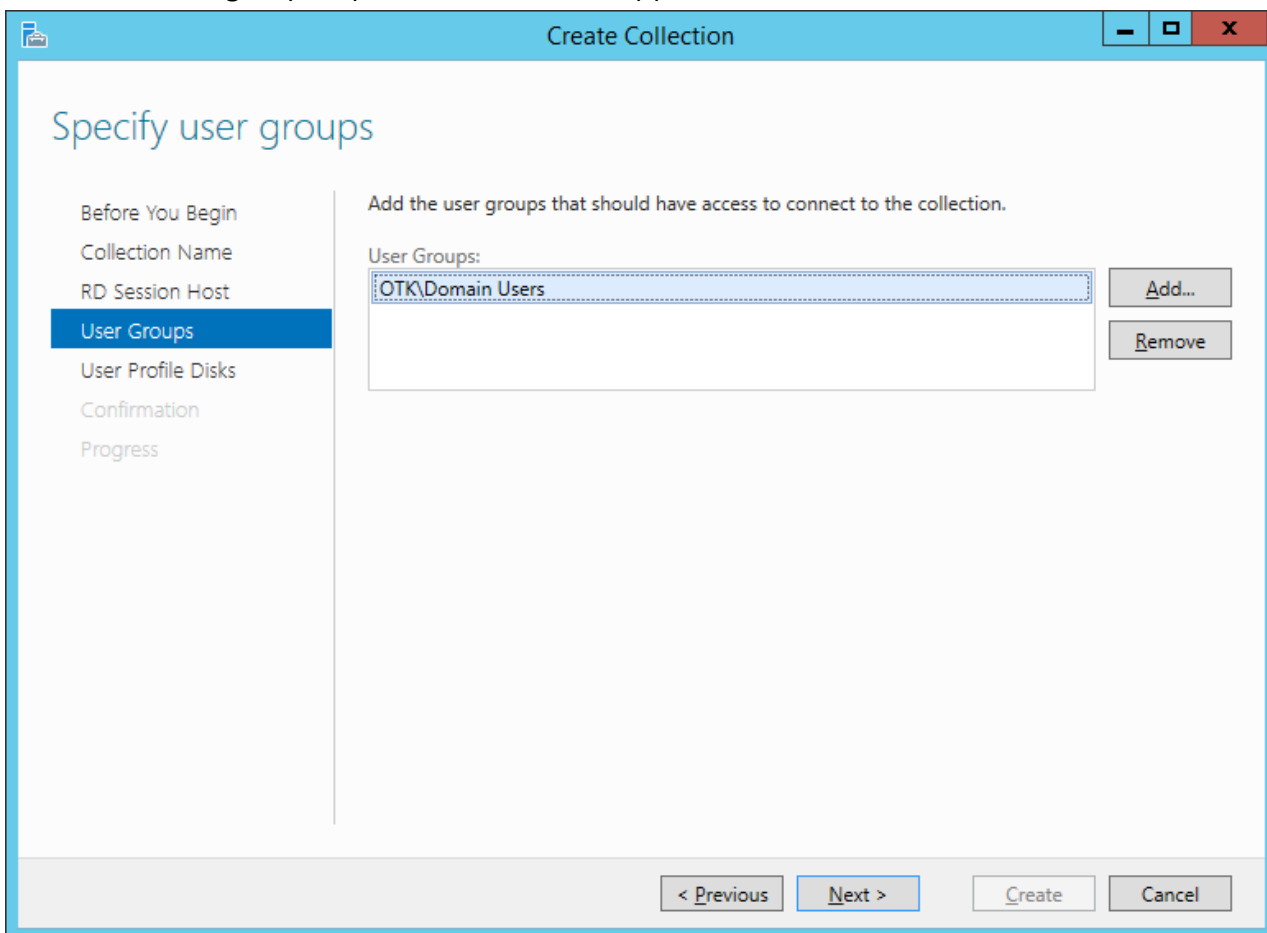 Create Collection
Specify user groups
Before You Begin
Collection Name
RD Session Host
User Groups
User Profile Disks
Confirmation
Progress
Add the user groups that should have access to connect to the collection.
User Groups:
OTK\Domain Users
Add...
Remove
< Previous
Next >
Create
Cancel